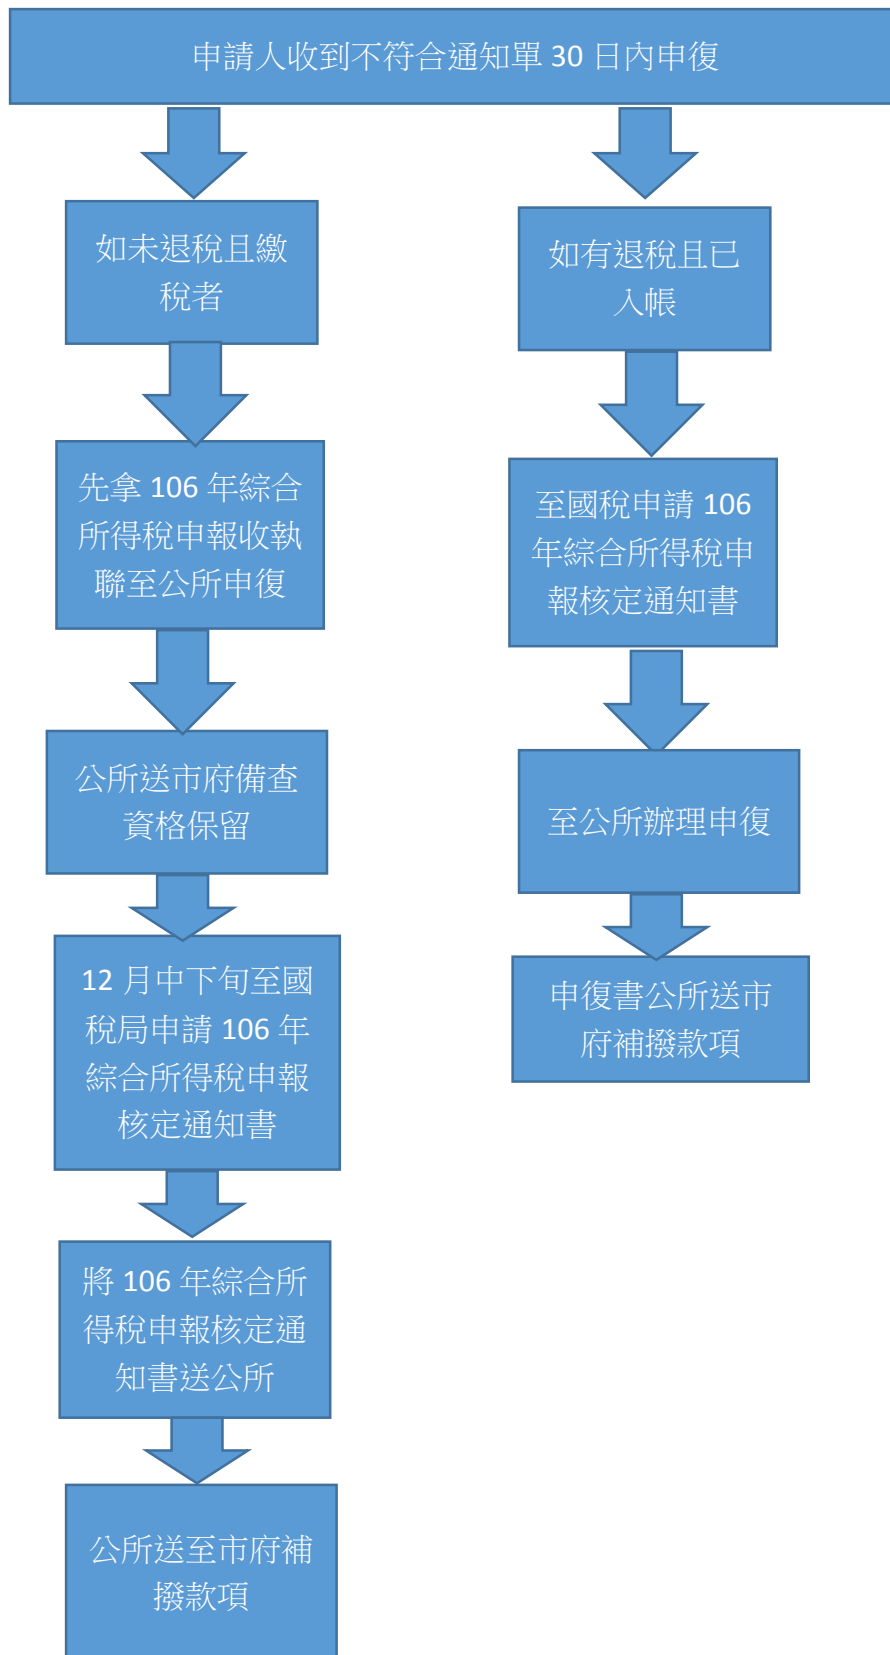 申請人收到不符合通知單 30 日內申復
如未退稅且繳
稅者
先拿 106 年綜合
所得稅申報收執
聯至公所申復
公所送市府備查
資格保留
12 月中下旬至國
稅局申請 106 年
綜合所得稅申報
核定通知書
將 106 年綜合所
得稅申報核定通
知書送公所
公所送至市府補
撥款項
如有退稅且已
入帳
至國稅申請 106
年綜合所得稅申
報核定通知書
至公所辦理申復
申復書公所送市
府補撥款項